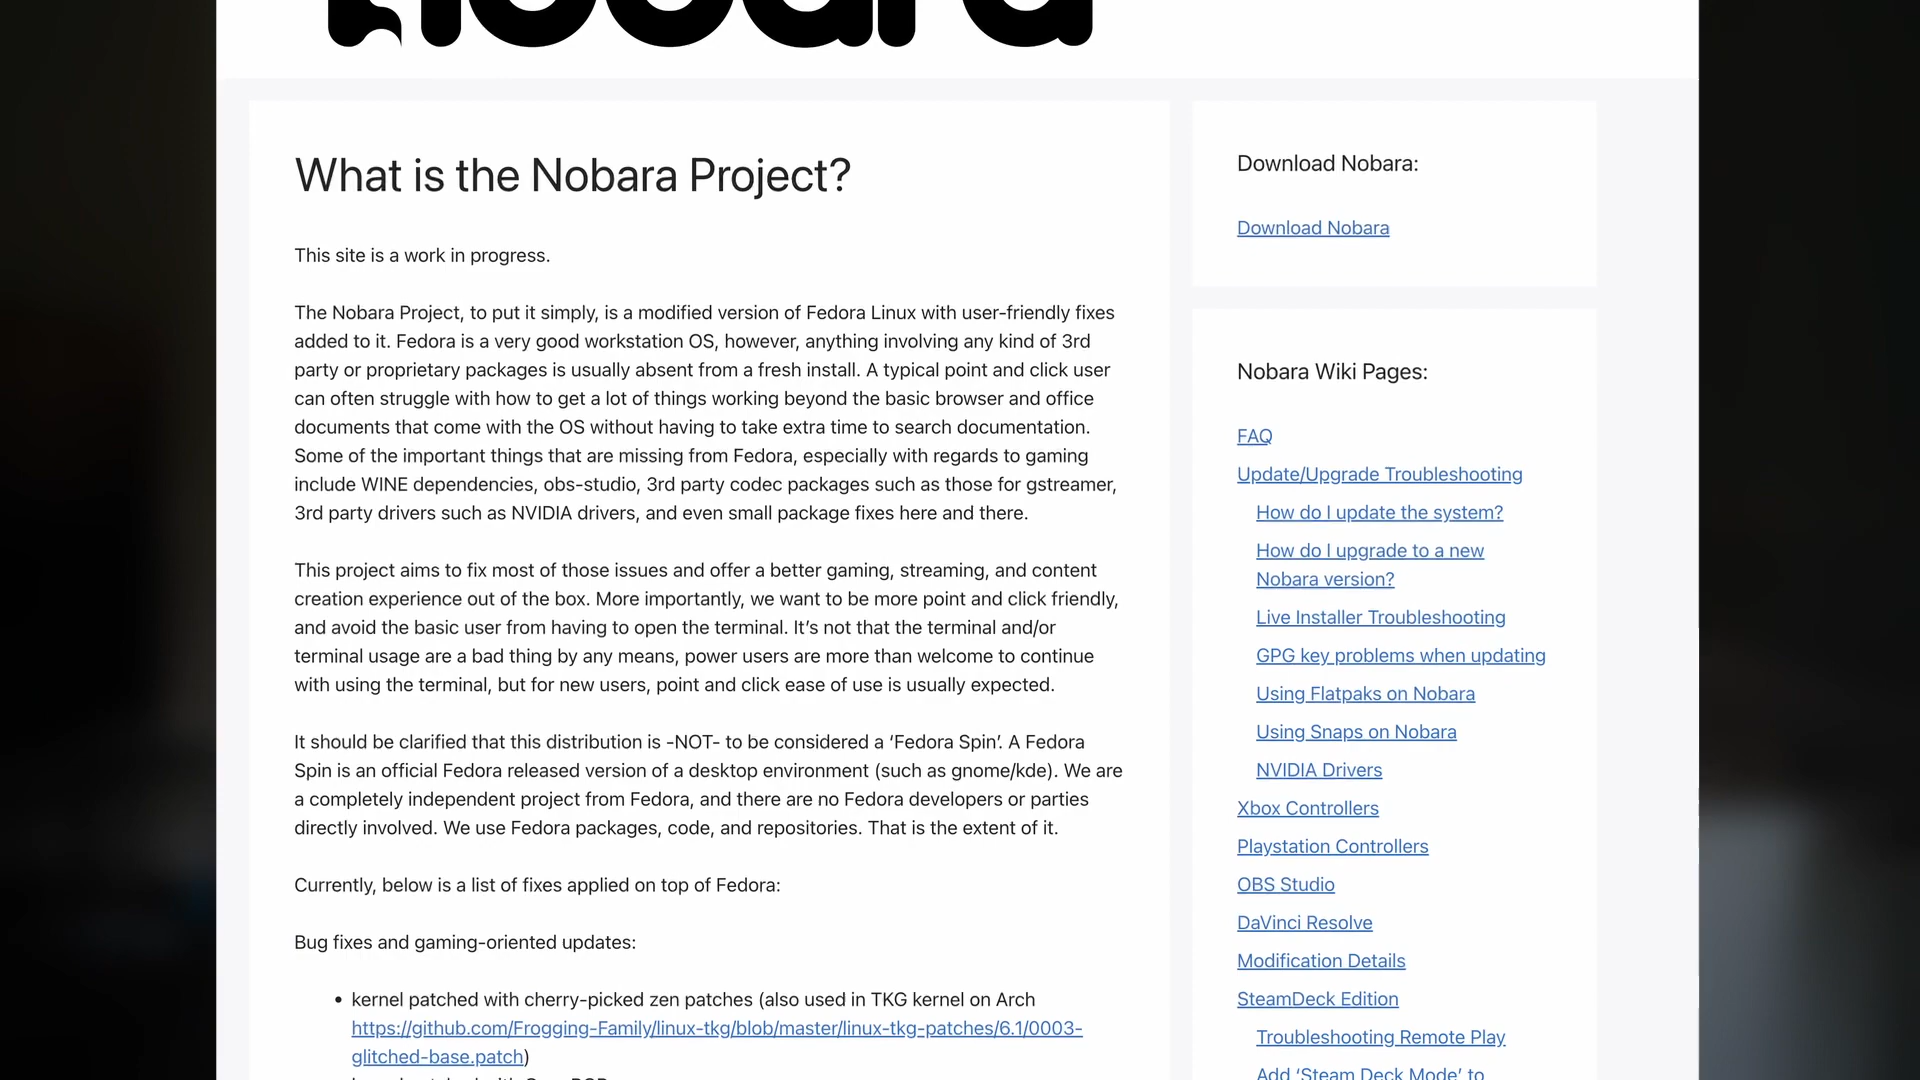 nobara
What is the Nobara Project?
This site is a work in progress.
The Nobara Project, to put it simply, is a modified version of Fedora Linux with user-friendly fixes
added to it. Fedora is a very good workstation OS, however, anything involving any kind of 3rd
party or proprietary packages is usually absent from a fresh install. A typical point and click user
can often struggle with how to get a lot of things working beyond the basic browser and office
documents that come with the OS without having to take extra time to search documentation.
Some of the important things that are missing from Fedora, especially with regards to gaming
include WINE dependencies, obs-studio, 3rd party codec packages such as those for gstreamer,
3rd party drivers such as NVIDIA drivers, and even small package fixes here and there.
This project aims to fix most of those issues and offer a better gaming, streaming, and content
creation experience out of the box. More importantly, we want to be more point and click friendly,
and avoid the basic user from having to open the terminal. It’s not that the terminal and/or
terminal usage are a bad thing by any means, power users are more than welcome to continue
with using the terminal, but for new users, point and click ease of use is usually expected.
It should be clarified that this distribution is -NOT- to be considered a ‘Fedora Spin’. A Fedora
Spin is an official Fedora released version of a desktop environment (such as gnome/kde). We are
a completely independent project from Fedora, and there are no Fedora developers or parties
directly involved. We use Fedora packages, code, and repositories. That is the extent of it.
Currently, below is a list of fixes applied on top of Fedora:
Bug fixes and gaming-oriented updates:
• kernel patched with cherry-picked zen patches (also used in TKG kernel on Arch
https://github.com/Frogging-Family/linux-tkg/blob/master/linux-tkg-patches/6.1/0003-
glitched-base.patch)
Download Nobara:
Download Nobara
Nobara Wiki Pages:
FAQ
Update/Upgrade Troubleshooting
How do I update the system?
How do I upgrade to a new
Nobara version?
Live Installer Troubleshooting
GPG key problems when updating
Using Flatpaks on Nobara
Using Snaps on Nobara
NVIDIA Drivers
Xbox Controllers
Playstation Controllers
OBS Studio
DaVinci Resolve
Modification Details
SteamDeck Edition
Troubleshooting Remote Play
Add ‘Steam Deck Mode’ to